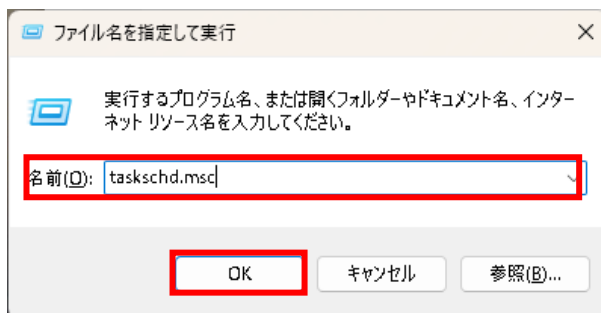 ファイル名を指定して実行
実行するプログラム名、または開くフォルダーやドキュメント名、インター
ネット リソース名を入力してください。
名前(O): taskschd.msc
OK キャンセル 参照(B)...